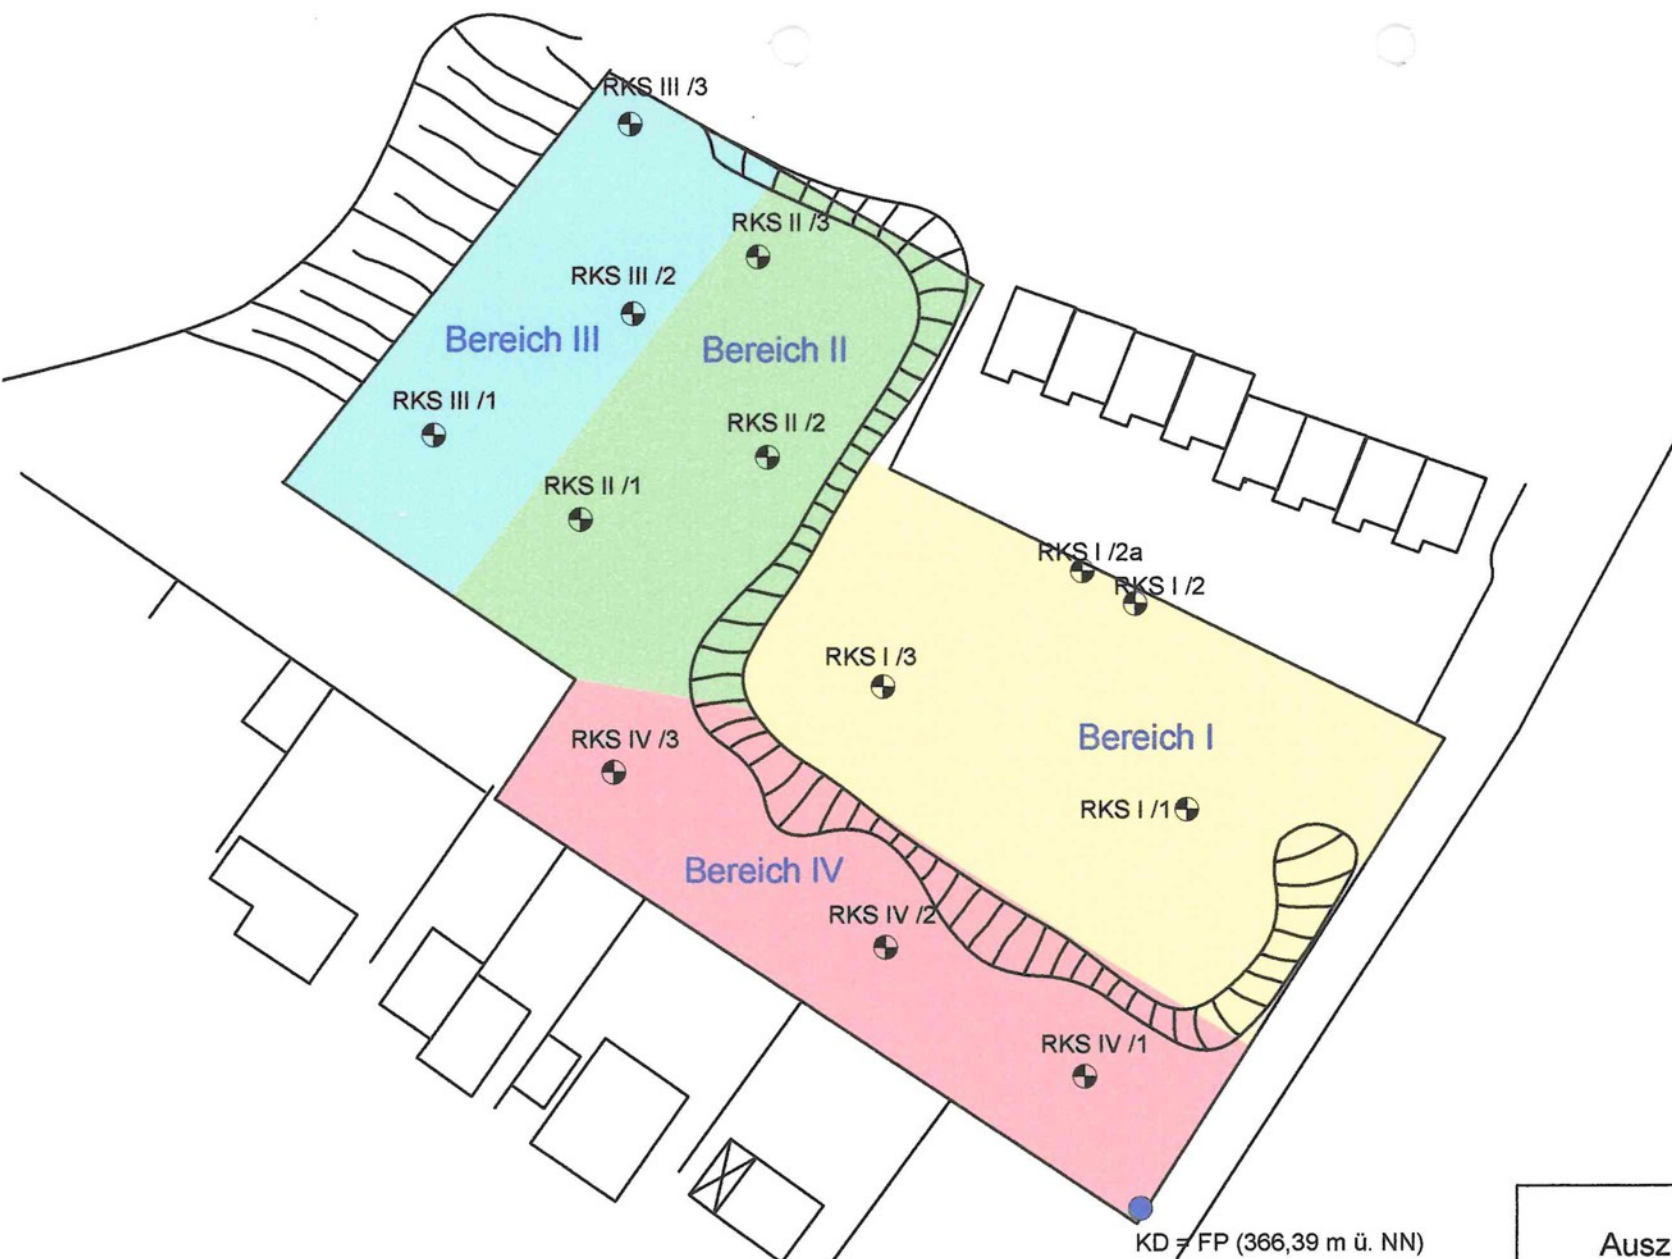 RKS III /3
RKS II /3
RKS III /2
Bereich III
Bereich II
RKS III /1
RKS II /2
RKS II /1
RKS I /2a
RKS I /2
RKS I /3
Bereich I
RKS IV /3
RKS I /1
Bereich IV
RKS IV /2
RKS IV /1
KD = FP (366,39 m ü. NN)
Ausz